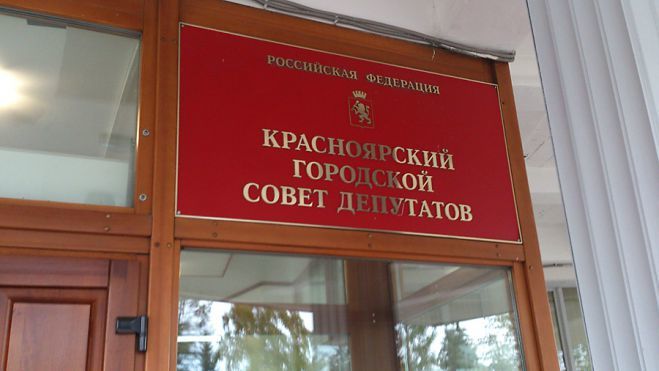 РОССИЙСКАЯ ФЕДЕРАЦИЯ
КРАСНОЯРСКИЙ
ГОРОДСКОЙ
СОВЕТ ДЕПУТАТОВ